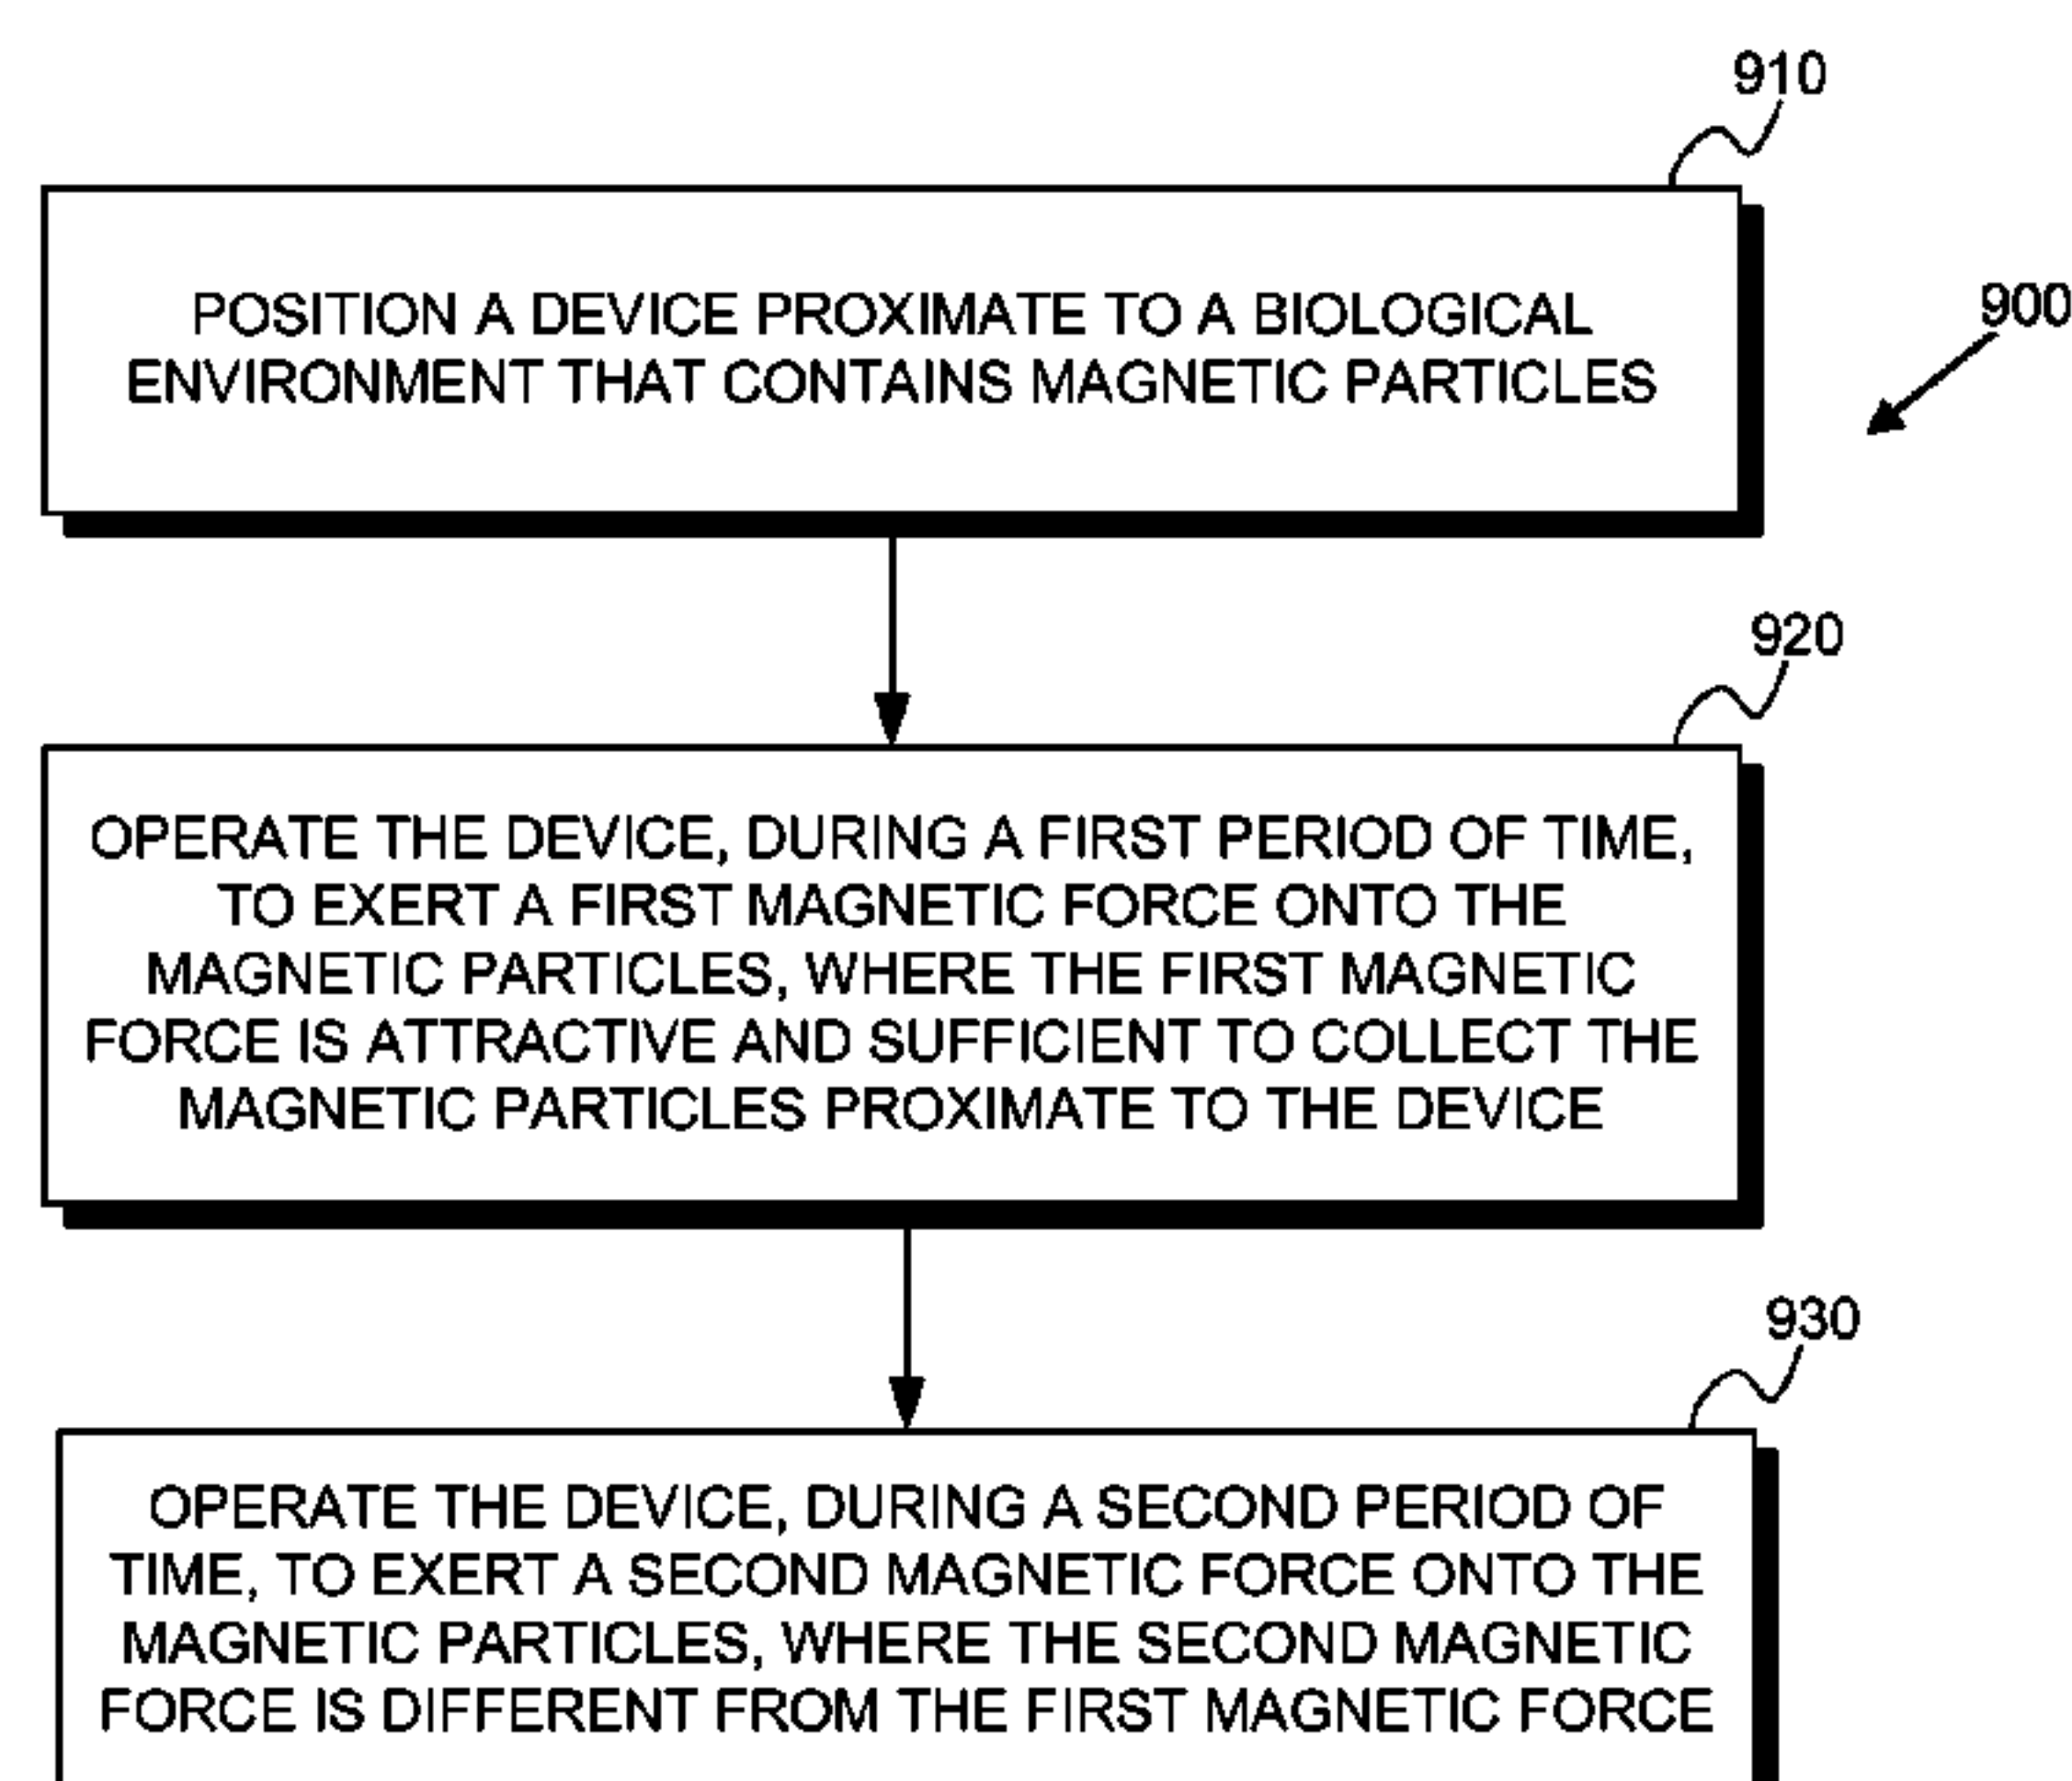 910
POSITION A DEVICE PROXIMATE TO A BIOLOGICAL
ENVIRONMENT THAT CONTAINS MAGNETIC PARTICLES
900
920
OPERATE THE DEVICE, DURING A FIRST PERIOD OF TIME,
TO EXERT A FIRST MAGNETIC FORCE ONTO THE
MAGNETIC PARTICLES, WHERE THE FIRST MAGNETIC
FORCE IS ATTRACTIVE AND SUFFICIENT TO COLLECT THE
MAGNETIC PARTICLES PROXIMATE TO THE DEVICE
930
OPERATE THE DEVICE, DURING A SECOND PERIOD OF
TIME, TO EXERT A SECOND MAGNETIC FORCE ONTO THE
MAGNETIC PARTICLES, WHERE THE SECOND MAGNETIC
FORCE IS DIFFERENT FROM THE FIRST MAGNETIC FORCE